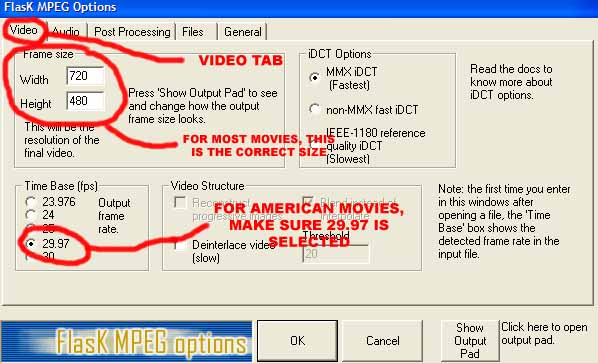 FlasK MPEG Options
Video
Audio
Post Processing
Files
General
VIDEO TAB
Frame size
Width
720
Height
480
Press 'Show Output Pad' to see
and change how the output
frame size looks.
This will be the
resolution of the
final video.
FOR MOST MOVIES, THIS
IS THE CORRECT SIZE
iDCT Options
MMX iDCT
(Fastest)
non-MMX fast iDCT
IEEE-1180 reference
quality iDCT
(Slowest)
Read the docs to
know more about
iDCT options.
Time Base (fps)
23.976
24
25
29.97
30
Output
frame
rate.
Video Structure
Reconstruct
progressive images
Blend instead of
interpolate
Deinterlace video
(slow)
Threshold
20
FOR AMERICAN MOVIES,
MAKE SURE 29.97 IS
SELECTED
Note: the first time you enter
in this windows after
opening a file, the 'Time
Base' box shows the
detected frame rate in the
input file.
FlasK MPEG options
OK
Cancel
Show
Output
Pad
Click here to open
output pad.